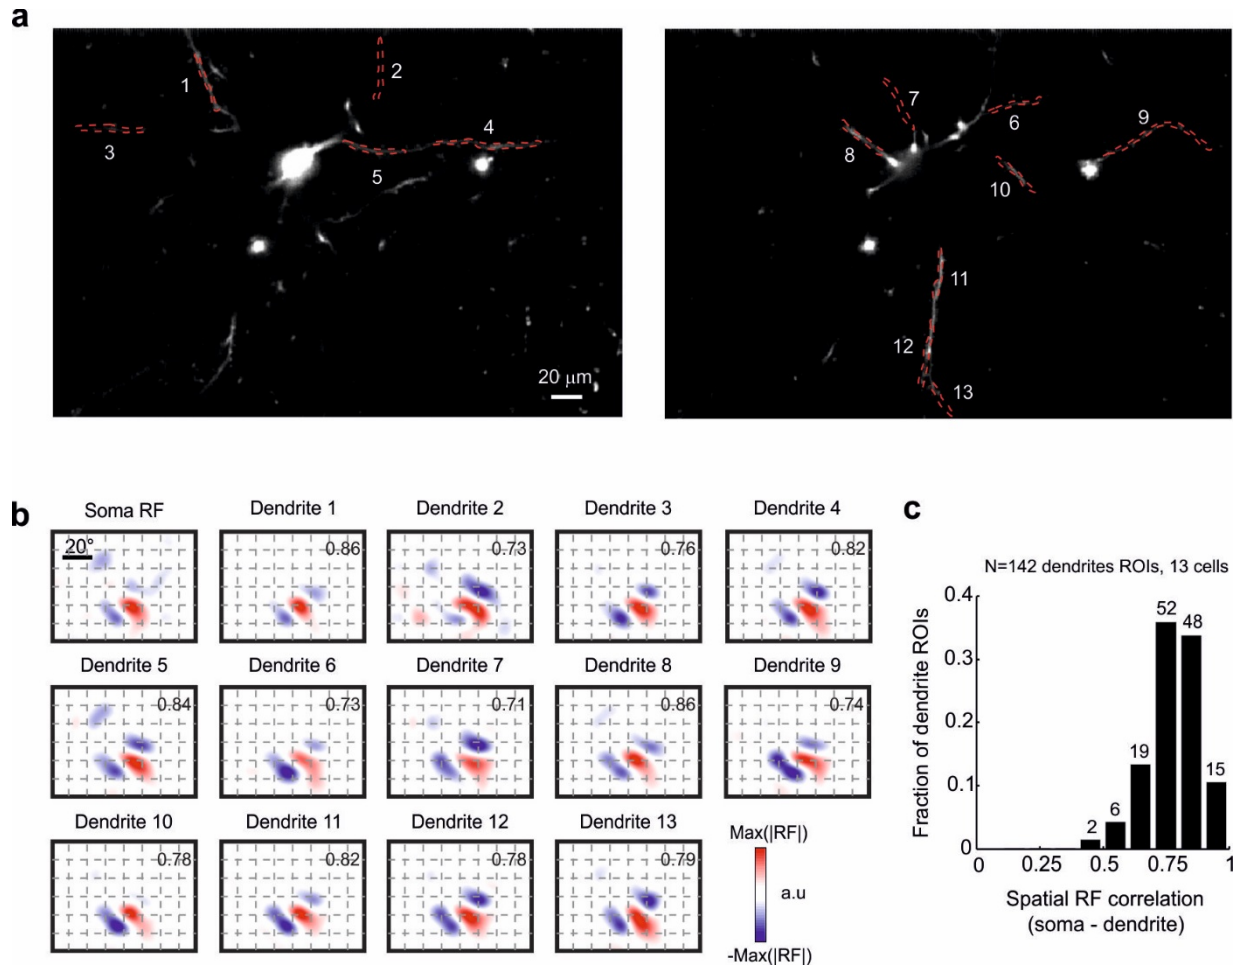 a
1
2
3
4
5
20 μm
6
7
8
9
10
11
12
13
b
Soma RF
Dendrite 1
Dendrite 2
Dendrite 3
Dendrite 4
20°
0.86
0.73
0.76
0.82
Dendrite 5
Dendrite 6
Dendrite 7
Dendrite 8
Dendrite 9
0.84
0.73
0.71
0.86
0.74
Dendrite 10
Dendrite 11
Dendrite 12
Dendrite 13
0.78
0.82
0.78
0.79
Max(|RF|)
a.u
-Max(|RF|)
c
N=142 dendrites ROIs, 13 cells
Fraction of dendrite ROIs
0.4
0.3
0.2
0.1
0
2
6
19
52
48
15
0
0.25
0.5
0.75
1
Spatial RF correlation
(soma - dendrite)